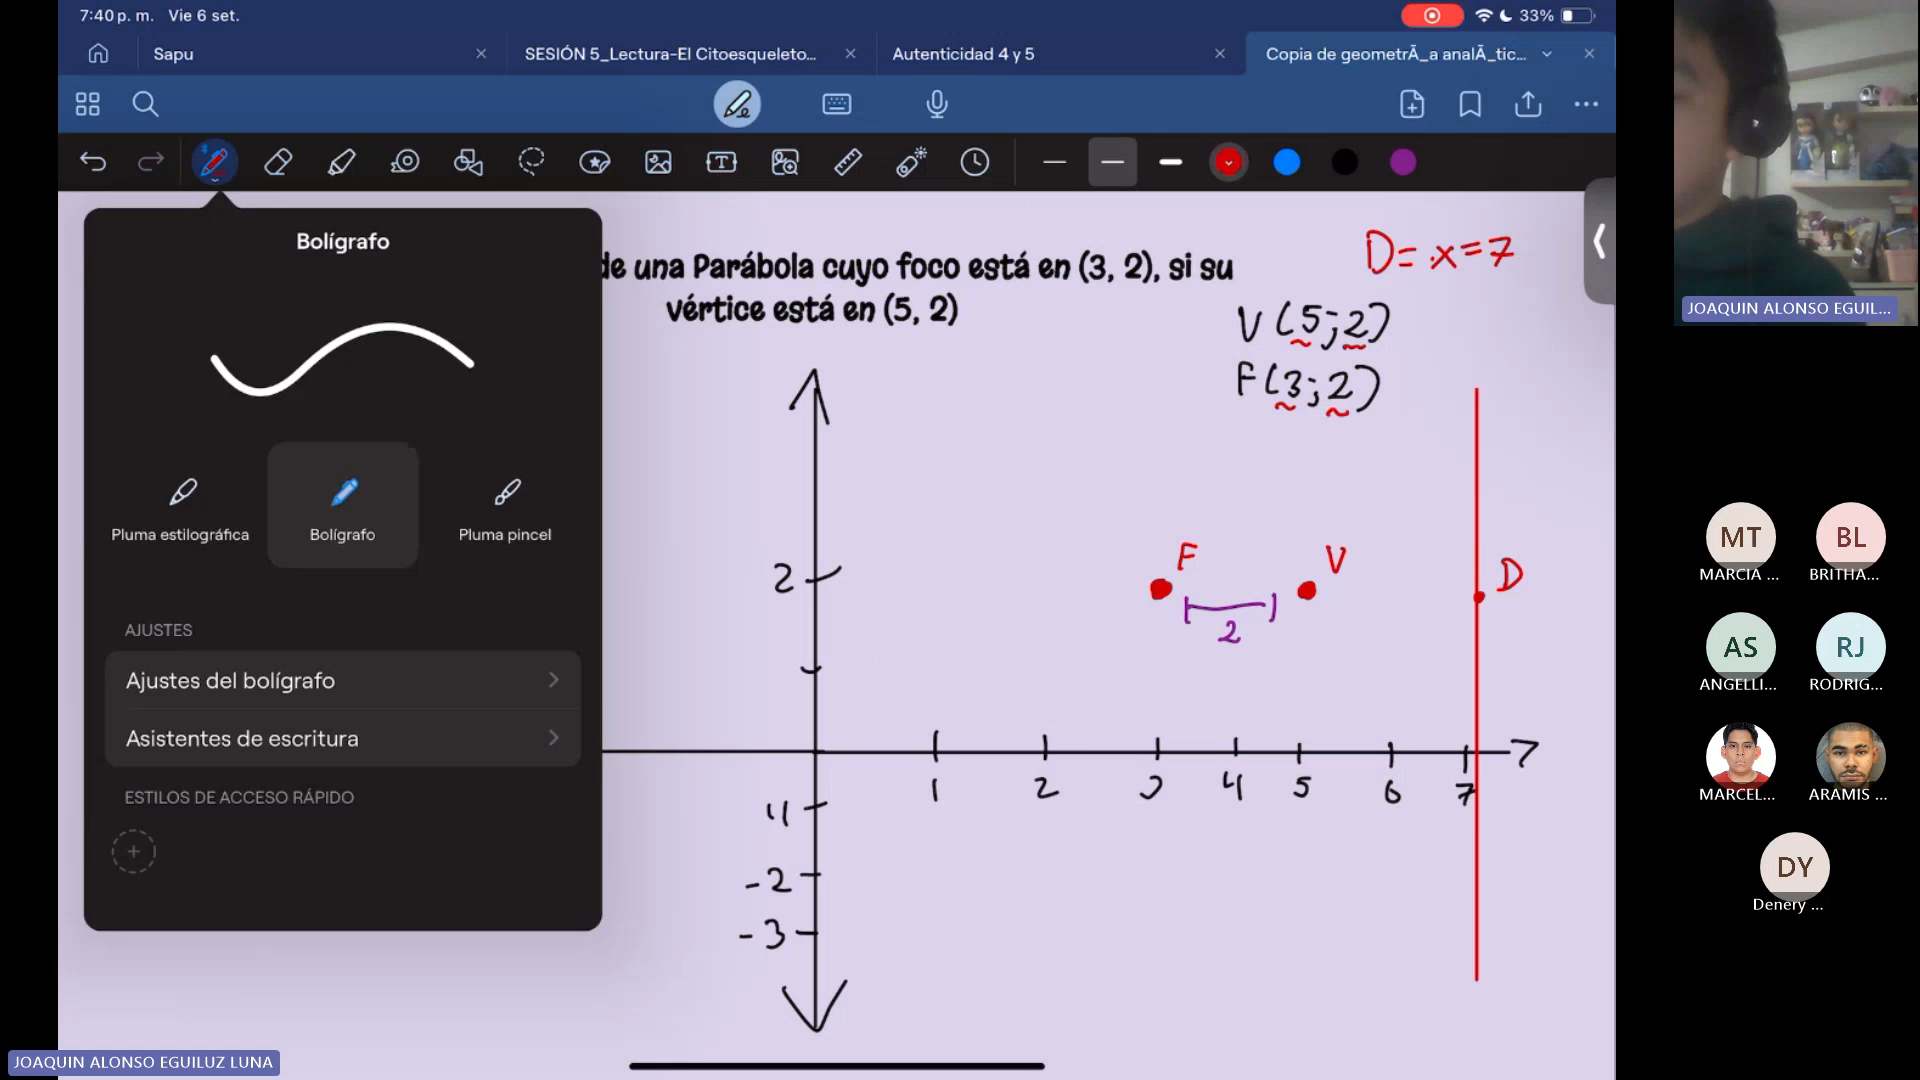 7:40 p. m. Vie 6 set.
33%
Sapu
SESIÓN 5_Lectura-El Citoesqueleto...
Autenticidad 4 y 5
Copia de geometrÃ_a analÃ_tic...
Bolígrafo
Pluma estilográfica
Bolígrafo
Pluma pincel
AJUSTES
Ajustes del bolígrafo
Asistentes de escritura
ESTILOS DE ACCESO RÁPIDO
de una Parábola cuyo foco está en (3, 2), si su
vértice está en (5, 2)
D= x=7
V (5;2)
F(3;2)
F
V
D
2
2
1 2 3 4 5 6 7
-2
-3
JOAQUIN ALONSO EGUIL...
MT
MARCIA ...
BL
BRITHA...
AS
ANGELLI...
RJ
RODRIG...
MARCEL...
ARAMIS ...
DY
Denery ...
JOAQUIN ALONSO EGUILUZ LUNA